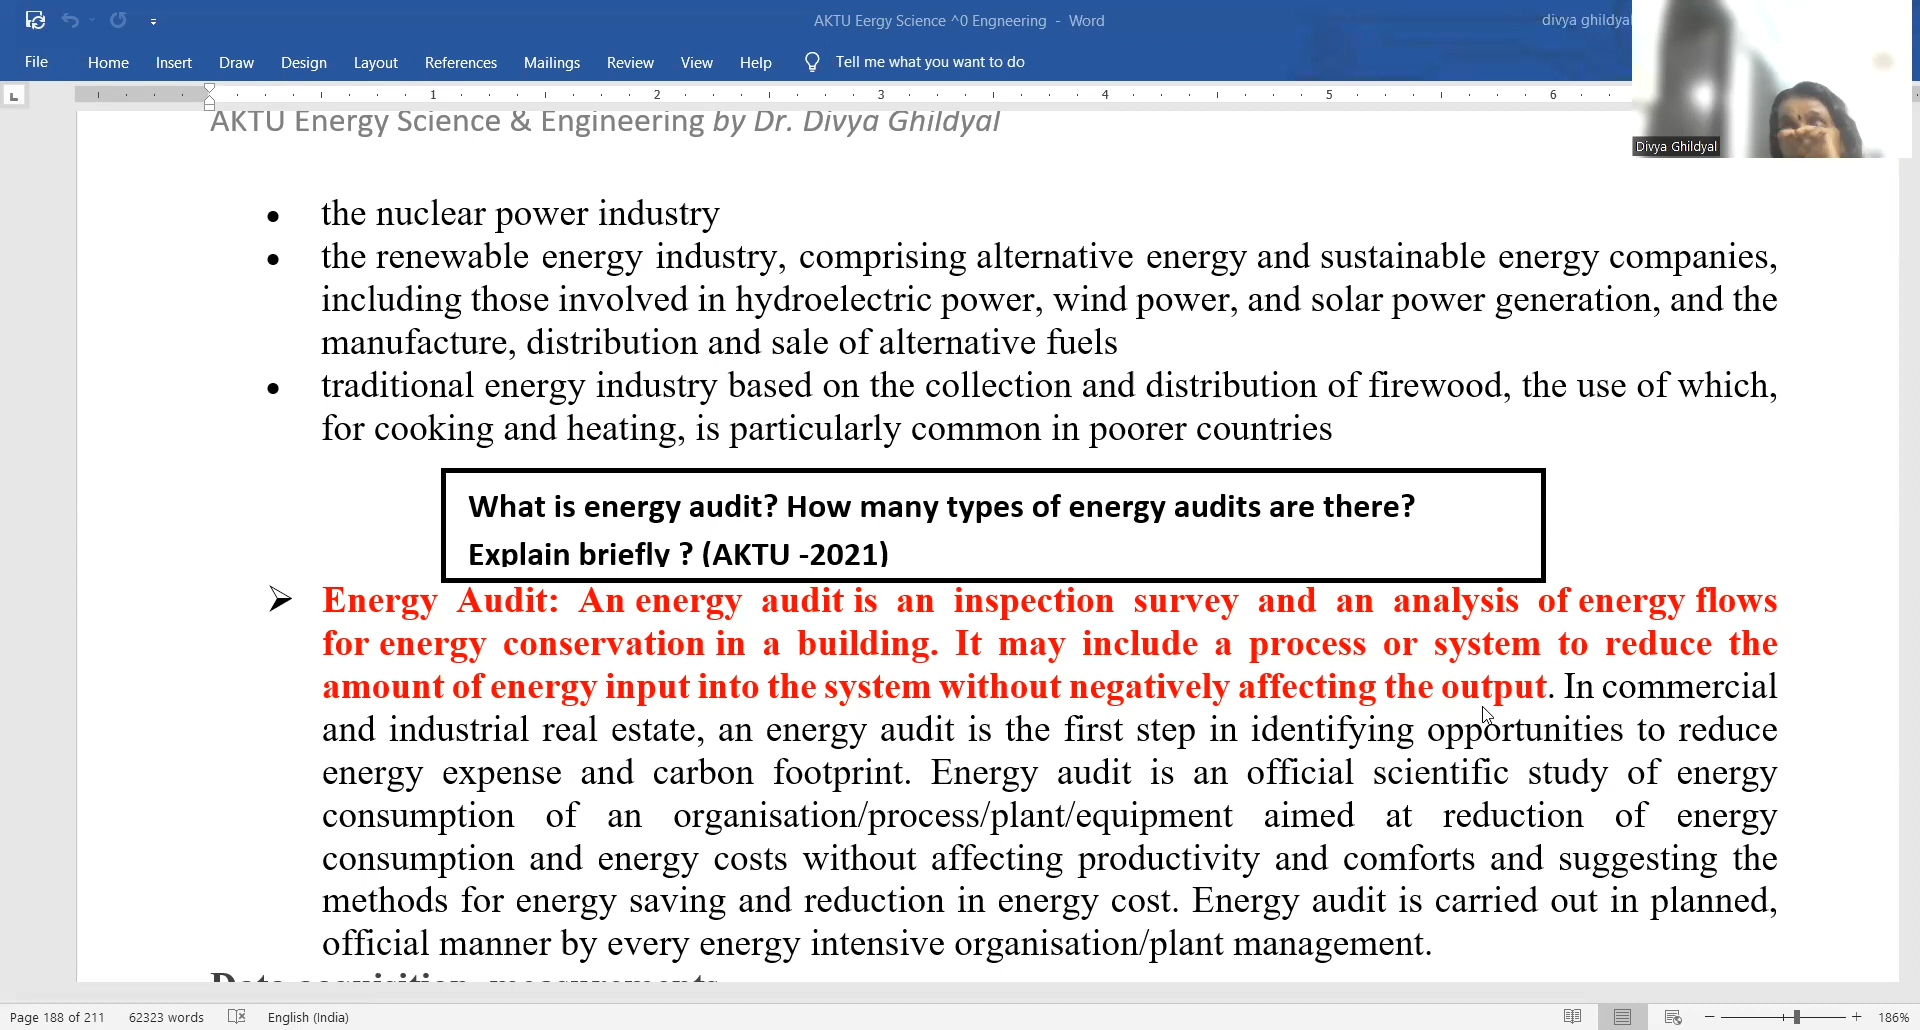 AKTU Eergy Science ^0 Engneering - Word
divya ghildyal
File Home Insert Draw Design Layout References Mailings Review View Help Tell me what you want to do
1 2 3 4 5 6
Divya Ghildyal
AKTU Energy Science & Engineering by Dr. Divya Ghildyal
• the nuclear power industry
• the renewable energy industry, comprising alternative energy and sustainable energy companies,
including those involved in hydroelectric power, wind power, and solar power generation, and the
manufacture, distribution and sale of alternative fuels
• traditional energy industry based on the collection and distribution of firewood, the use of which,
for cooking and heating, is particularly common in poorer countries
What is energy audit? How many types of energy audits are there?
Explain briefly ? (AKTU -2021)
➢ Energy Audit: An energy audit is an inspection survey and an analysis of energy flows
for energy conservation in a building. It may include a process or system to reduce the
amount of energy input into the system without negatively affecting the output. In commercial
and industrial real estate, an energy audit is the first step in identifying opportunities to reduce
energy expense and carbon footprint. Energy audit is an official scientific study of energy
consumption of an organisation/process/plant/equipment aimed at reduction of energy
consumption and energy costs without affecting productivity and comforts and suggesting the
methods for energy saving and reduction in energy cost. Energy audit is carried out in planned,
official manner by every energy intensive organisation/plant management.
Page 188 of 211 62323 words English (India) 186%